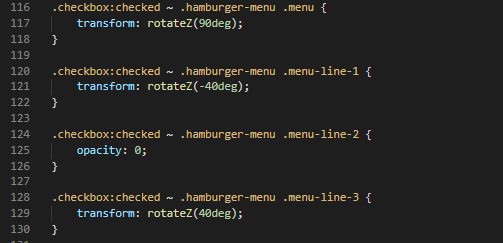 116 .checkbox:checked ~ .hamburger-menu .menu {
117     transform: rotateZ(90deg);
118 }
119
120 .checkbox:checked ~ .hamburger-menu .menu-line-1 {
121     transform: rotateZ(-40deg);
122 }
123
124 .checkbox:checked ~ .hamburger-menu .menu-line-2 {
125     opacity: 0;
126 }
127
128 .checkbox:checked ~ .hamburger-menu .menu-line-3 {
129     transform: rotateZ(40deg);
130 }